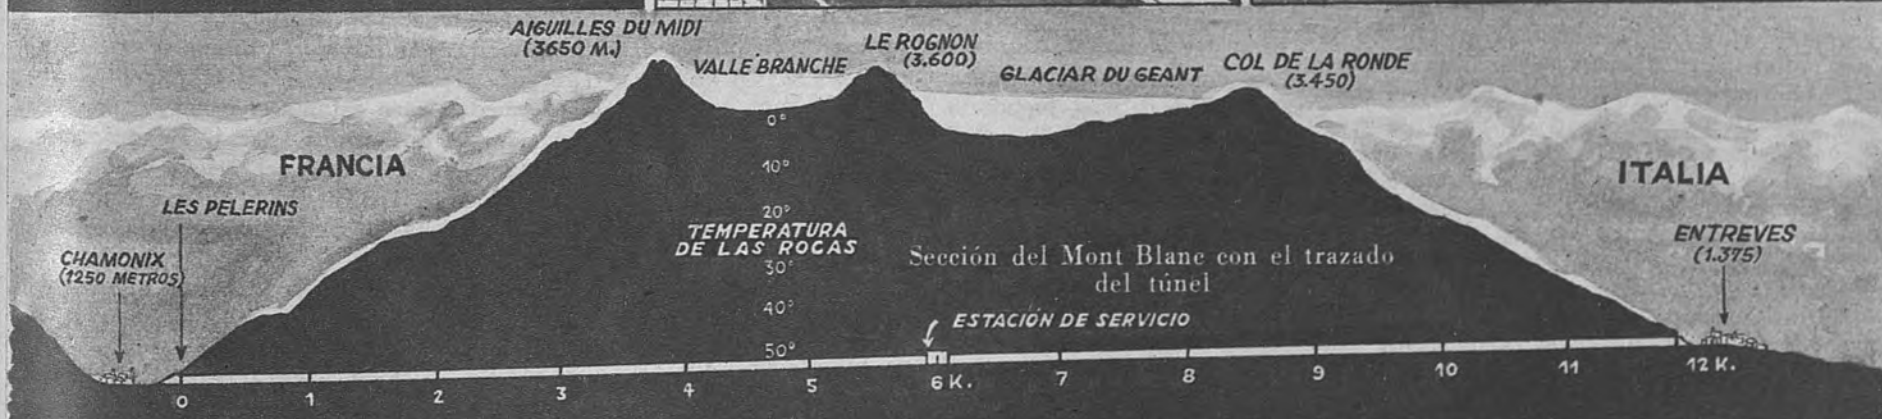 AIGUILLES DU MIDI
(3650 M.)
VALLE BRANCHE
LE ROGNON
(3.600)
GLACIAR DU GEANT
COL DE LA RONDE
(3.450)
FRANCIA
ITALIA
LES PELERINS
CHAMONIX
(1250 METROS)
ENTREVES
(1.375)
0°
10°
20°
TEMPERATURA
DE LAS ROCAS
30°
40°
50°
Sección del Mont Blanc con el trazado
del túnel
ESTACIÓN DE SERVICIO
0 1 2 3 4 5 6 K. 7 8 9 10 11 12 K.